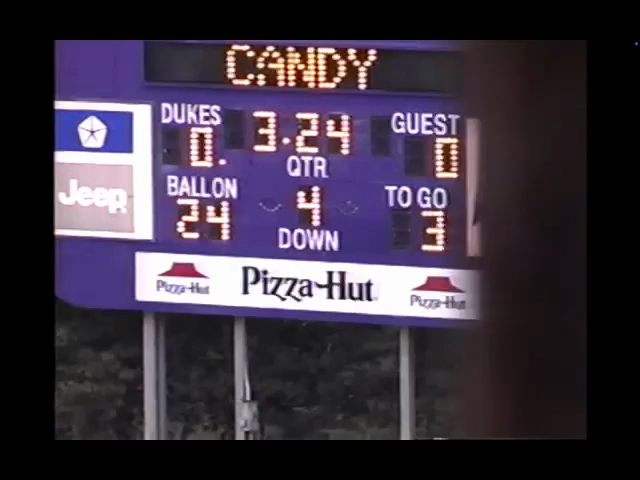 CANDY
DUKES 3.24 GUEST
0. QTR 0
Jeep BALLON 4 TO GO
24 DOWN 3
Pizza-Hut Pizza-Hut Pizza-Hut